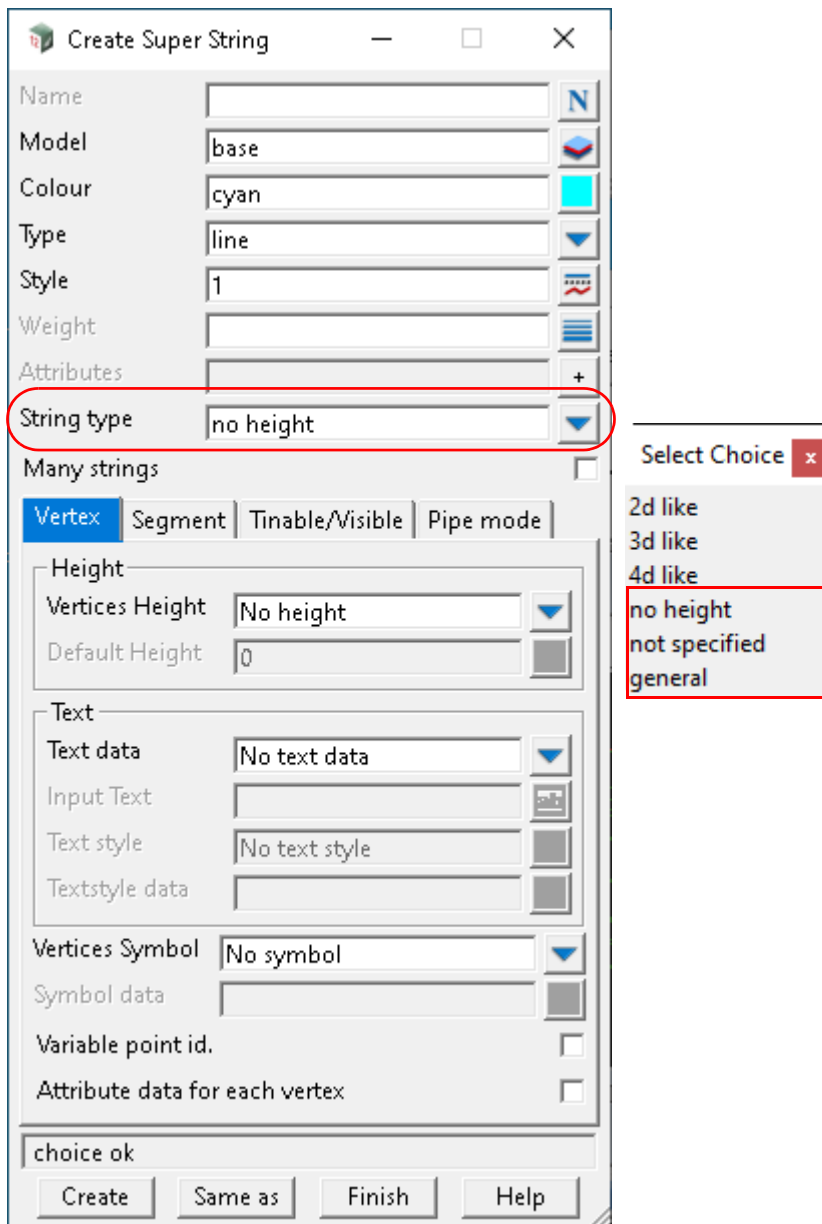 Create Super String
Name
N
Model base
Colour cyan
Type line
Style 1
Weight
Attributes +
String type no height
Many strings
Vertex Segment Tinable/Visible Pipe mode
Height
Vertices Height No height
Default Height 0
Text
Text data No text data
Input Text
Text style No text style
Textstyle data
Vertices Symbol No symbol
Symbol data
Variable point id.
Attribute data for each vertex
choice ok
Create Same as Finish Help
Select Choice x
2d like
3d like
4d like
no height
not specified
general